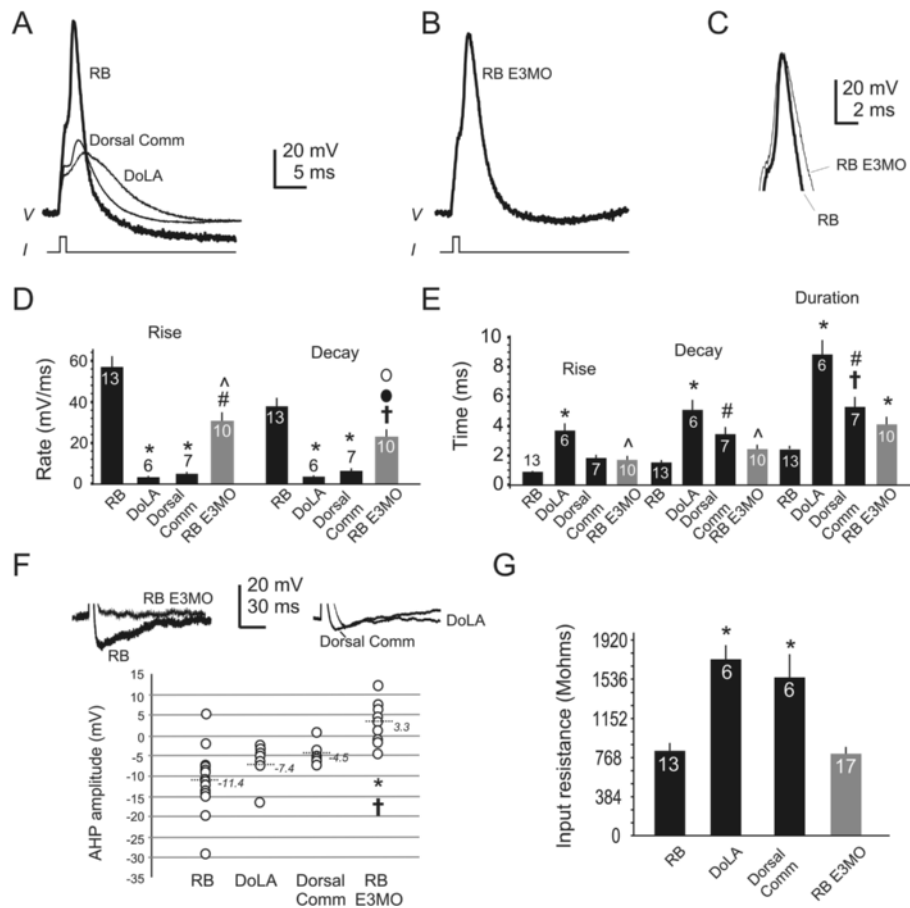 A
RB
Dorsal Comm
DoLA
20 mV
5 ms
V
I
B
RB E3MO
V
I
C
20 mV
2 ms
RB E3MO
RB
D
Rise
Decay
Rate (mV/ms)
60
40
20
0
13
*
6
*
7
^
#
10
13
*
6
*
7
○
●
†
10
RB
DoLA
Dorsal
Comm
RB E3MO
RB
DoLA
Dorsal
Comm
RB E3MO
E
Rise
Decay
Duration
Time (ms)
10
8
6
4
2
0
13
*
6
7
^
10
13
*
6
#
7
^
10
13
*
6
#
†
7
*
10
RB
DoLA
Dorsal
Comm
RB E3MO
RB
DoLA
Dorsal
Comm
RB E3MO
RB
DoLA
Dorsal
Comm
RB E3MO
F
RB E3MO
RB
20 mV
30 ms
Dorsal Comm
DoLA
AHP amplitude (mV)
15
10
5
0
-5
-10
-15
-20
-25
-30
-35
-11.4
-7.4
-4.5
3.3
*
†
RB
DoLA
Dorsal
Comm
RB
E3MO
G
Input resistance (Mohms)
1920
1536
1152
768
384
0
13
*
6
*
6
17
RB
DoLA
Dorsal
Comm
RB E3MO